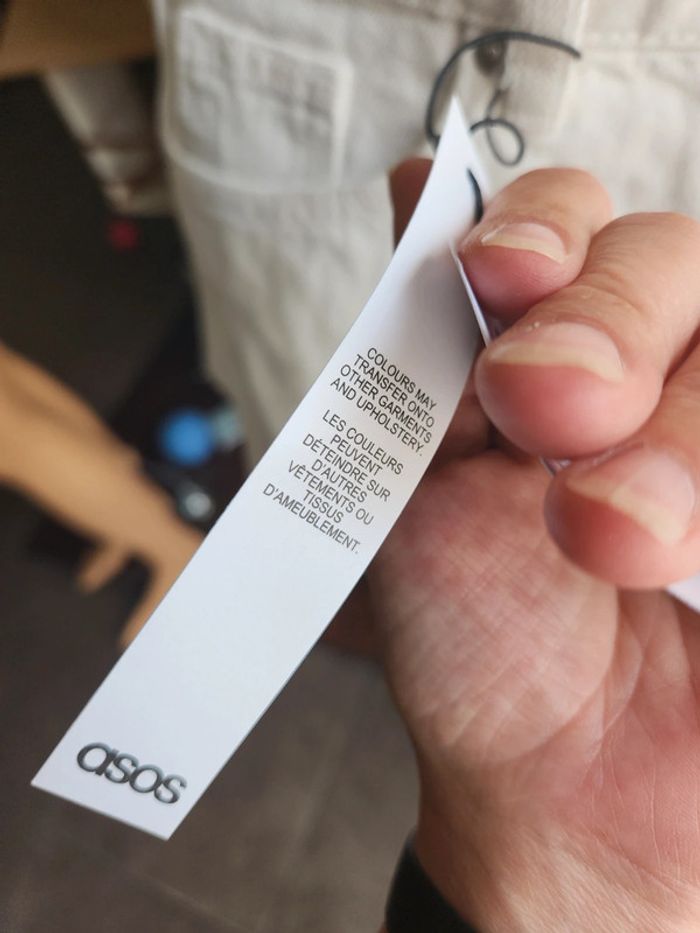 COLOURS MAY
TRANSFER ONTO
OTHER GARMENTS
AND UPHOLSTERY.
LES COULEURS
PEUVENT
DÉTEINDRE SUR
D'AUTRES
VÊTEMENTS OU
TISSUS
D'AMEUBLEMENT.
asos